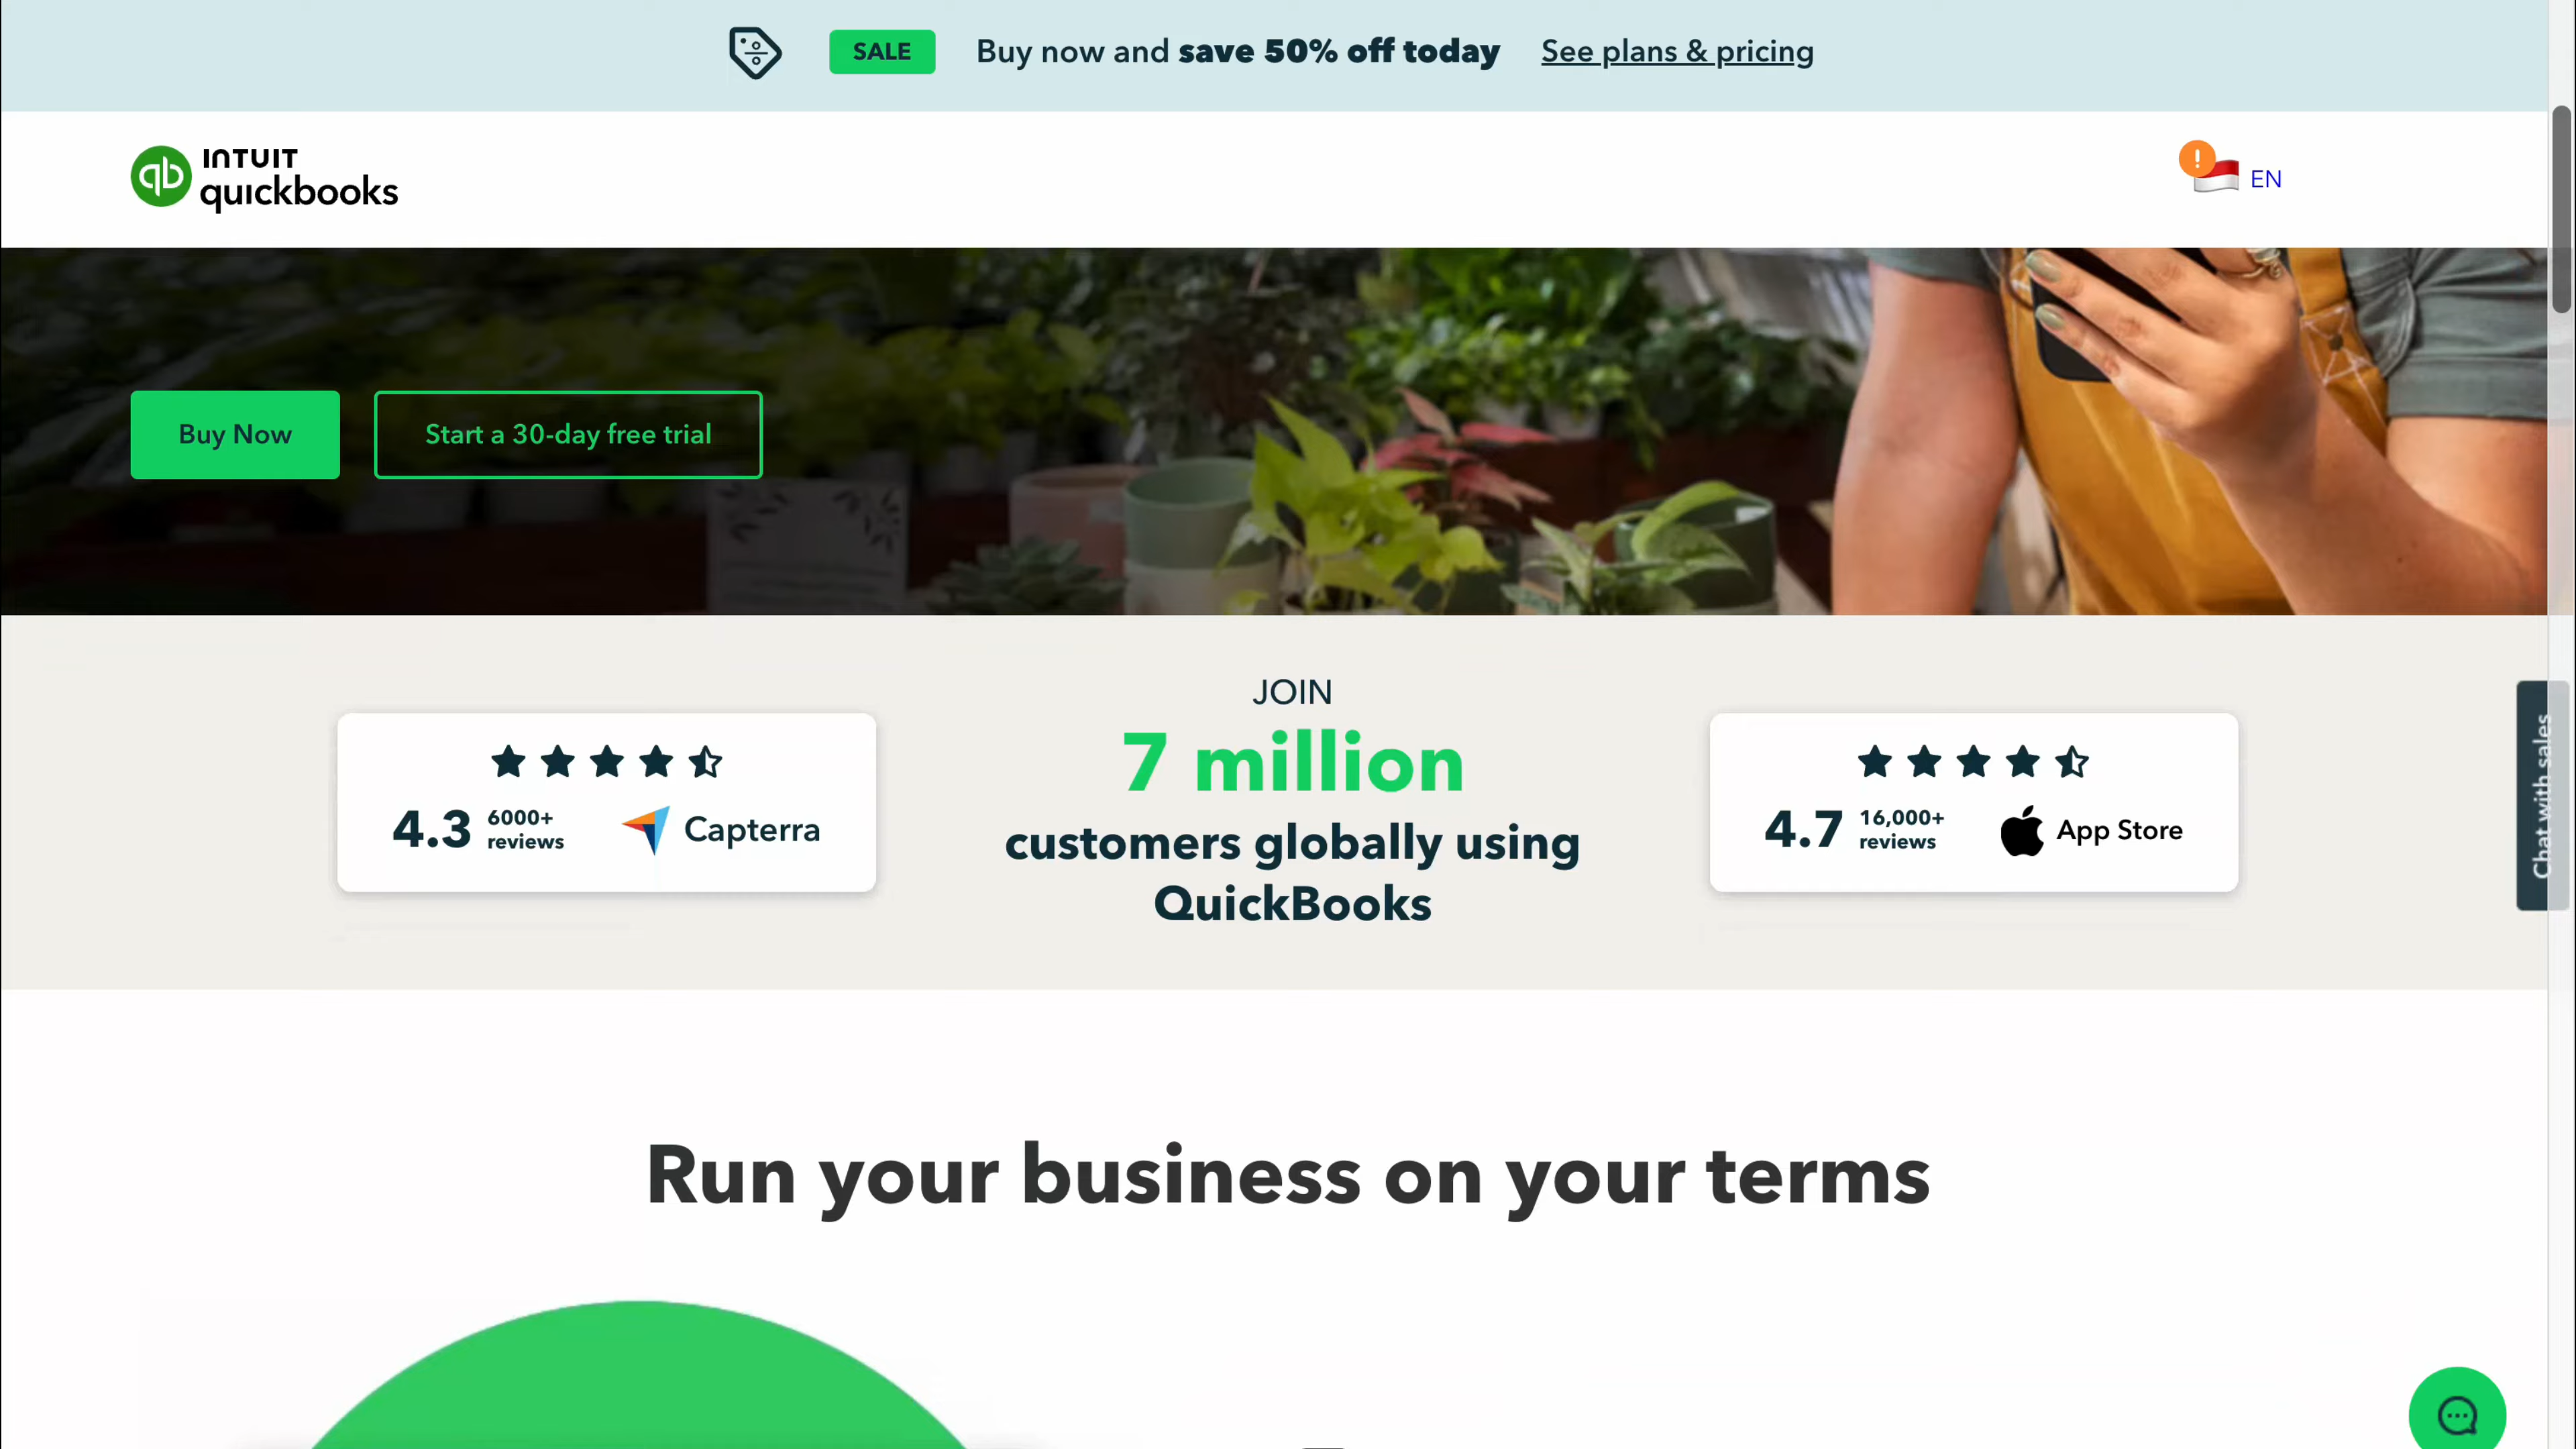 SALE Buy now and save 50% off today See plans & pricing
INTUIT
quickbooks
EN
Buy Now
Start a 30-day free trial
4.3
6000+
reviews
Capterra
JOIN
7 million
customers globally using
QuickBooks
4.7
16,000+
reviews
App Store
Chat with sales
Run your business on your terms